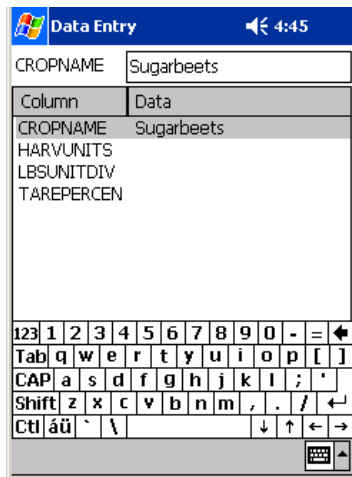 Data Entry 4:45
CROPNAME Sugarbeets
Column Data
CROPNAME Sugarbeets
HARVUNITS
LBSUNITDIV
TAREPERCEN
123 1 2 3 4 5 6 7 8 9 0 - =
Tab q w e r t y u i o p [ ]
CAP a s d f g h j k l ; '
Shift z x c v b n m , . /
Ctl áü ` \